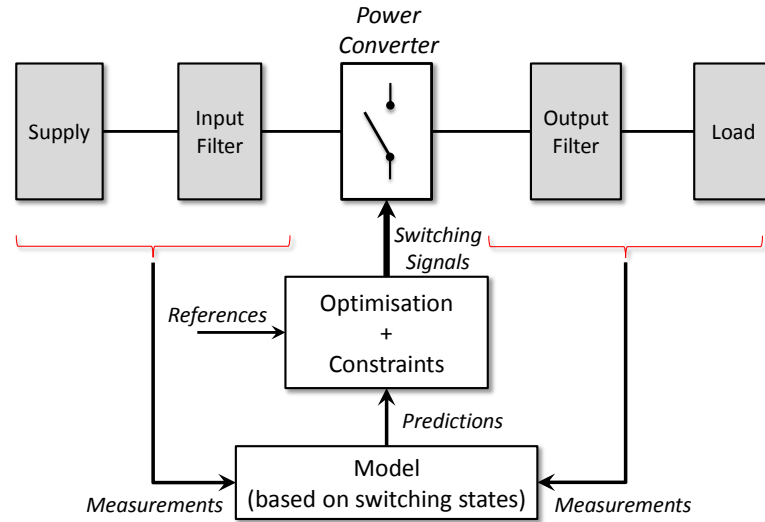 Power
Converter
Supply
Input
Filter
Output
Filter
Load
Switching
Signals
References
Optimisation
+
Constraints
Predictions
Model
(based on switching states)
Measurements
Measurements